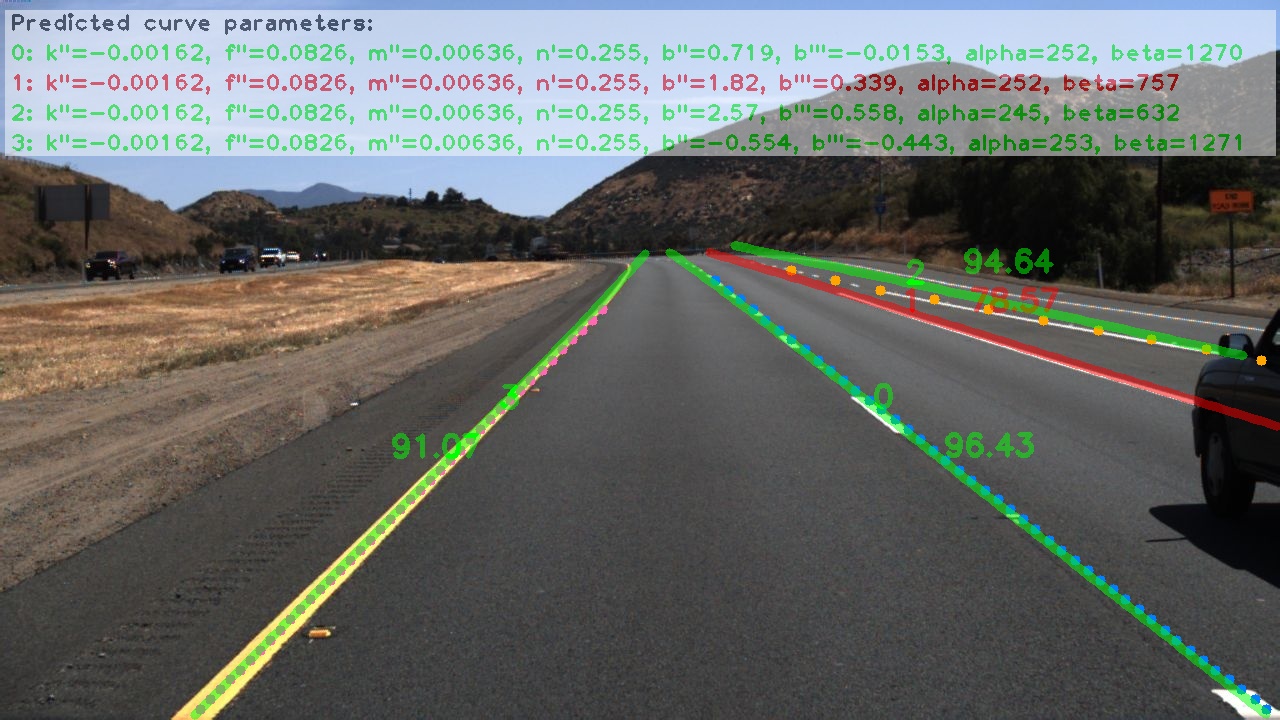 Predicted curve parameters:
0: k''=-0.00162, f''=0.0826, m''=0.00636, n'=0.255, b''=0.719, b'''=-0.0153, alpha=252, beta=1270
1: k''=-0.00162, f''=0.0826, m''=0.00636, n'=0.255, b''=1.82, b'''=0.339, alpha=252, beta=757
2: k''=-0.00162, f''=0.0826, m''=0.00636, n'=0.255, b''=2.57, b'''=0.558, alpha=245, beta=632
3: k''=-0.00162, f''=0.0826, m''=0.00636, n'=0.255, b''=-0.554, b'''=-0.443, alpha=253, beta=1271
END
ROAD WORK
2 94.64
1 78.57
3 0
91.07 96.43